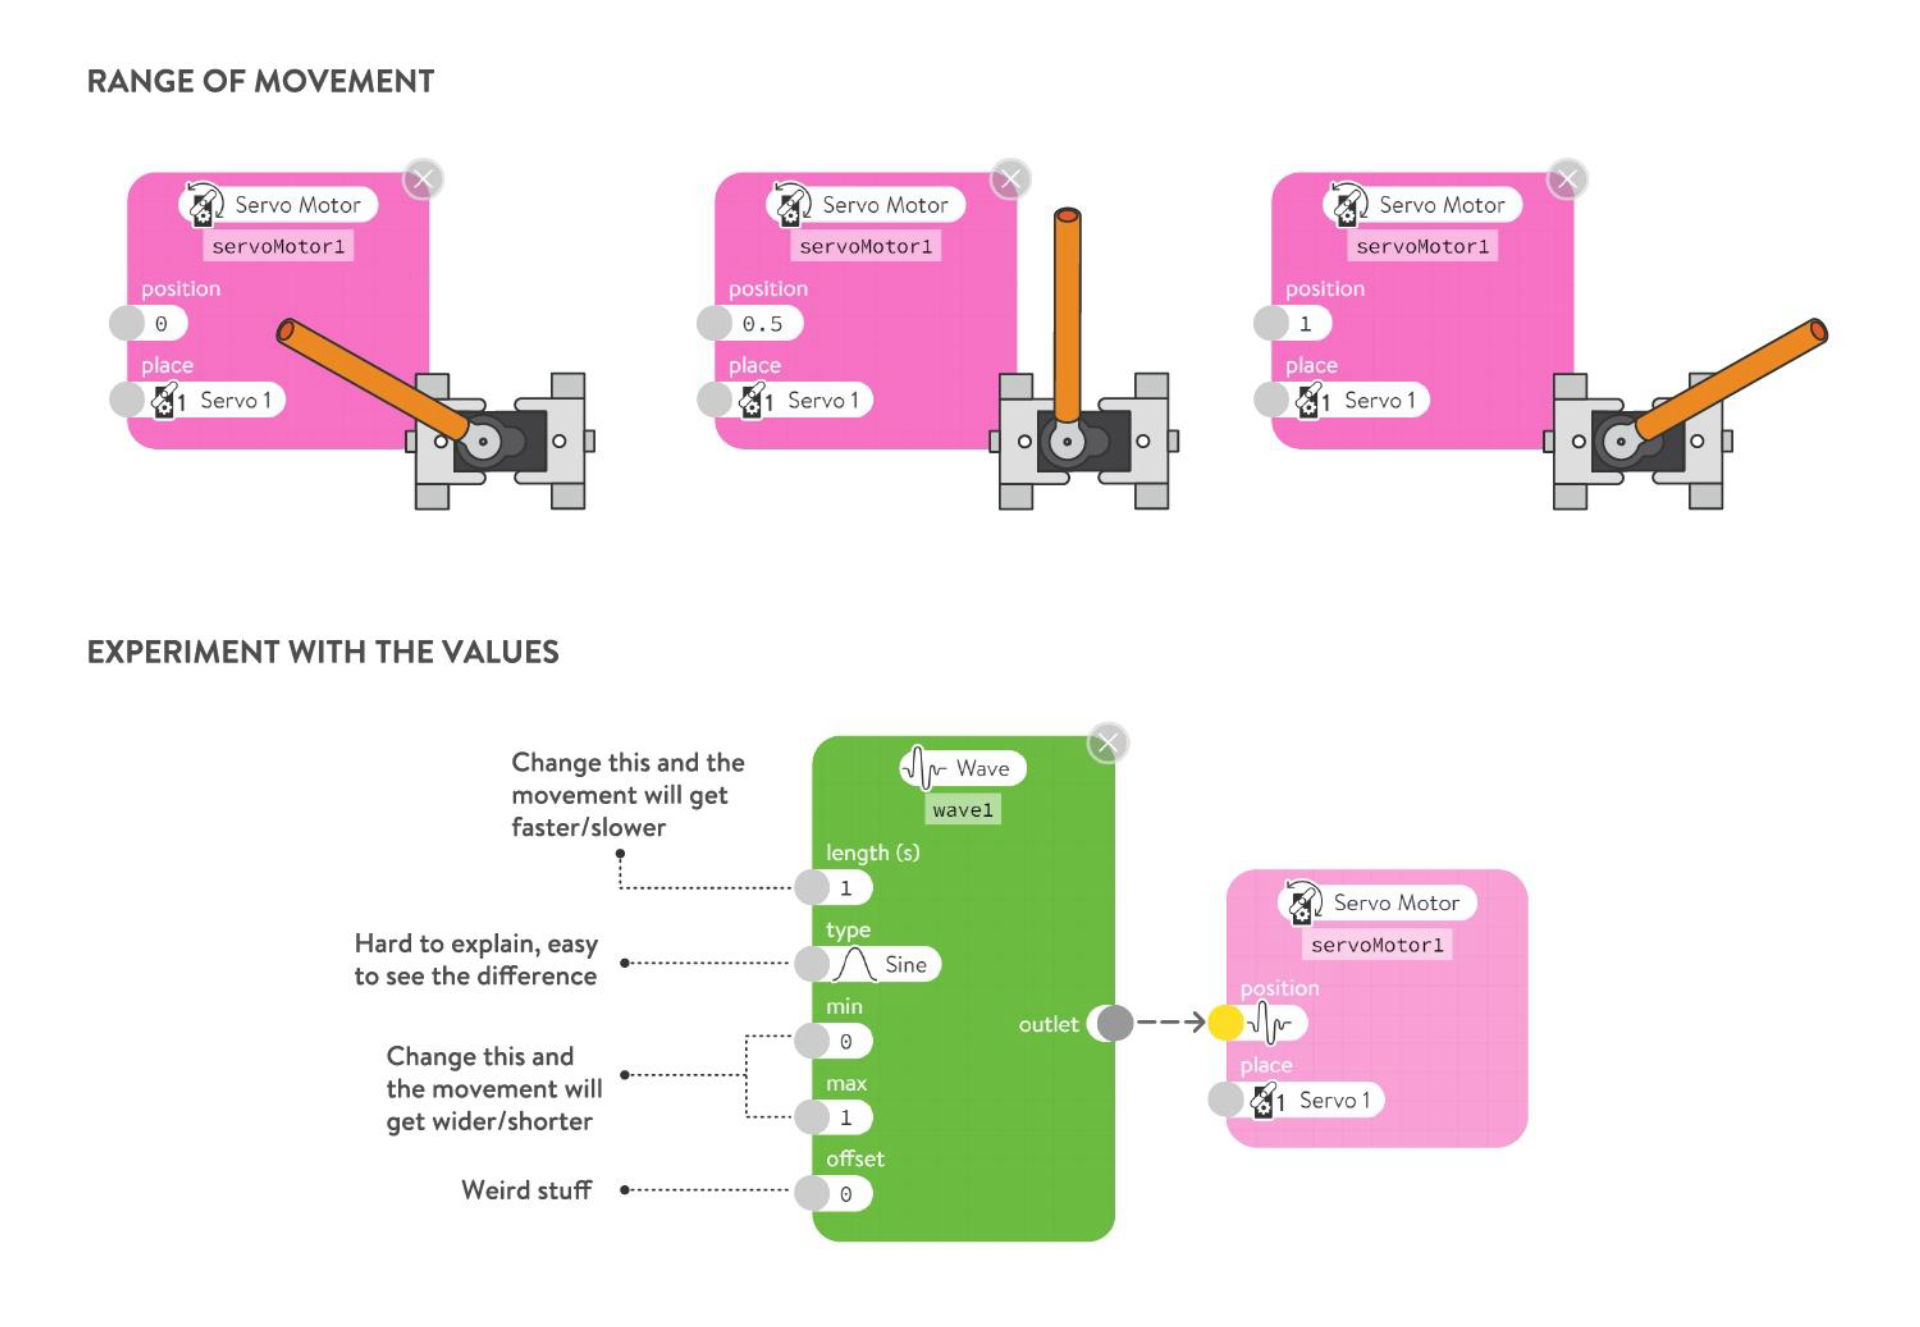 RANGE OF MOVEMENT
Servo Motor
servoMotor1
position
0
place
1 Servo 1
Servo Motor
servoMotor1
position
0.5
place
1 Servo 1
Servo Motor
servoMotor1
position
1
place
1 Servo 1
EXPERIMENT WITH THE VALUES
Change this and the
movement will get
faster/slower
Hard to explain, easy
to see the difference
Change this and
the movement will
get wider/shorter
Weird stuff
Wave
wave1
length (s)
1
type
Sine
min
0
max
1
offset
0
outlet
Servo Motor
servoMotor1
position
place
1 Servo 1